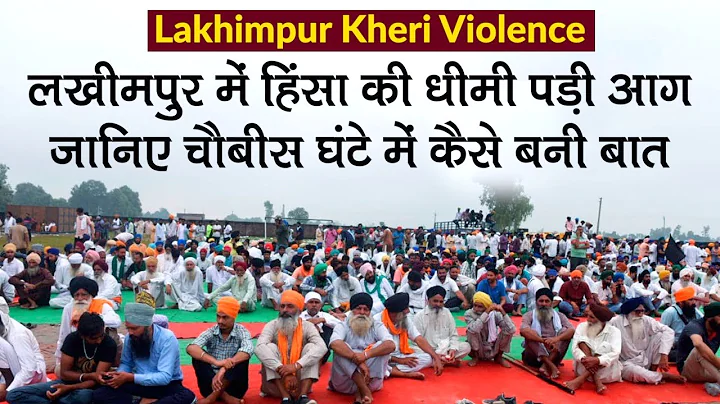 Lakhimpur Kheri Violence
लखीमपुर में हिंसा की धीमी पड़ी आग
जानिए चौबीस घंटे में कैसे बनी बात